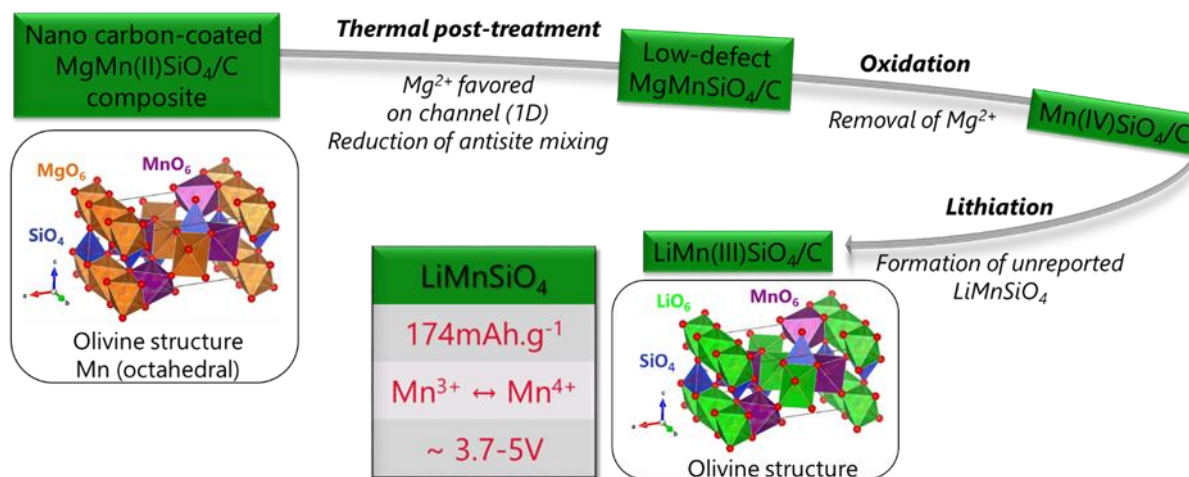 Nano carbon-coated
MgMn(II)SiO₄/C
composite
Thermal post-treatment
Mg²⁺ favored
on channel (1D)
Reduction of antisite mixing
Low-defect
MgMnSiO₄/C
Oxidation
Removal of Mg²⁺
Mn(IV)SiO₄/C
Lithiation
Formation of unreported
LiMnSiO₄
LiMn(III)SiO₄/C
MgO₆
MnO₆
SiO₄
c
a
b
Olivine structure
Mn (octahedral)
LiMnSiO₄
174mAh.g⁻¹
Mn³⁺ ↔ Mn⁴⁺
~ 3.7-5V
LiO₆
MnO₆
SiO₄
c
a
b
Olivine structure